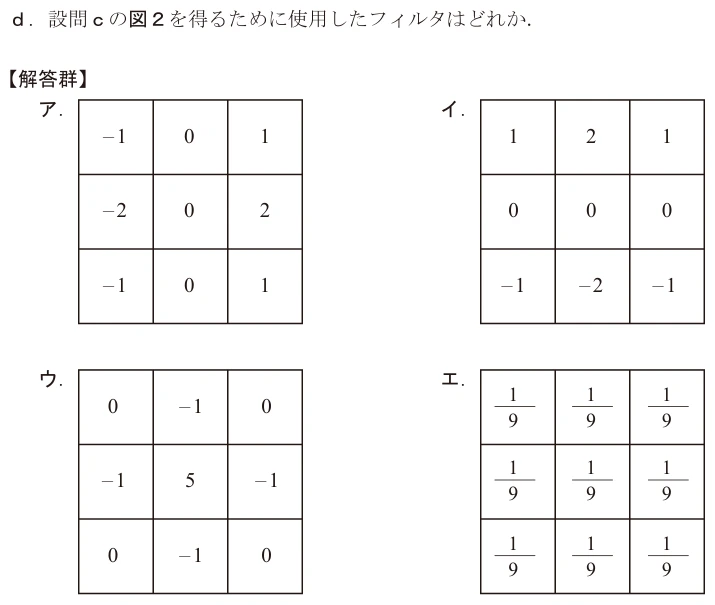 d．設問cの図2を得るために使用したフィルタはどれか．
【解答群】
ア．
−1 0 1
−2 0 2
−1 0 1
イ．
1 2 1
0 0 0
−1 −2 −1
ウ．
0 −1 0
−1 5 −1
0 −1 0
エ．
1/9 1/9 1/9
1/9 1/9 1/9
1/9 1/9 1/9